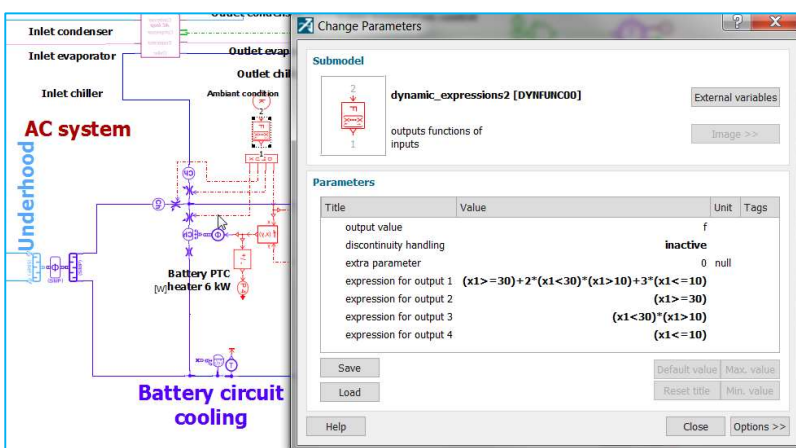 Outlet condens
Inlet condenser
Inlet evaporator
Outlet evap
Outlet chil
Inlet chiller
Ambiant condition
AC system
Underhood
Battery PTC
[W]heater 6 kW
Battery circuit
cooling
Change Parameters
Submodel
2
1
dynamic_expressions2 [DYNFUNC00]
outputs functions of
inputs
External variables
Image >>
Parameters
Title Value Unit Tags
output value f
discontinuity handling inactive
extra parameter 0 null
expression for output 1 (x1>=30)+2*(x1<30)*(x1>10)+3*(x1<=10)
expression for output 2 (x1>=30)
expression for output 3 (x1<30)*(x1>10)
expression for output 4 (x1<=10)
Save
Load
Default value Max. value
Reset title Min. value
Help
Close Options >>